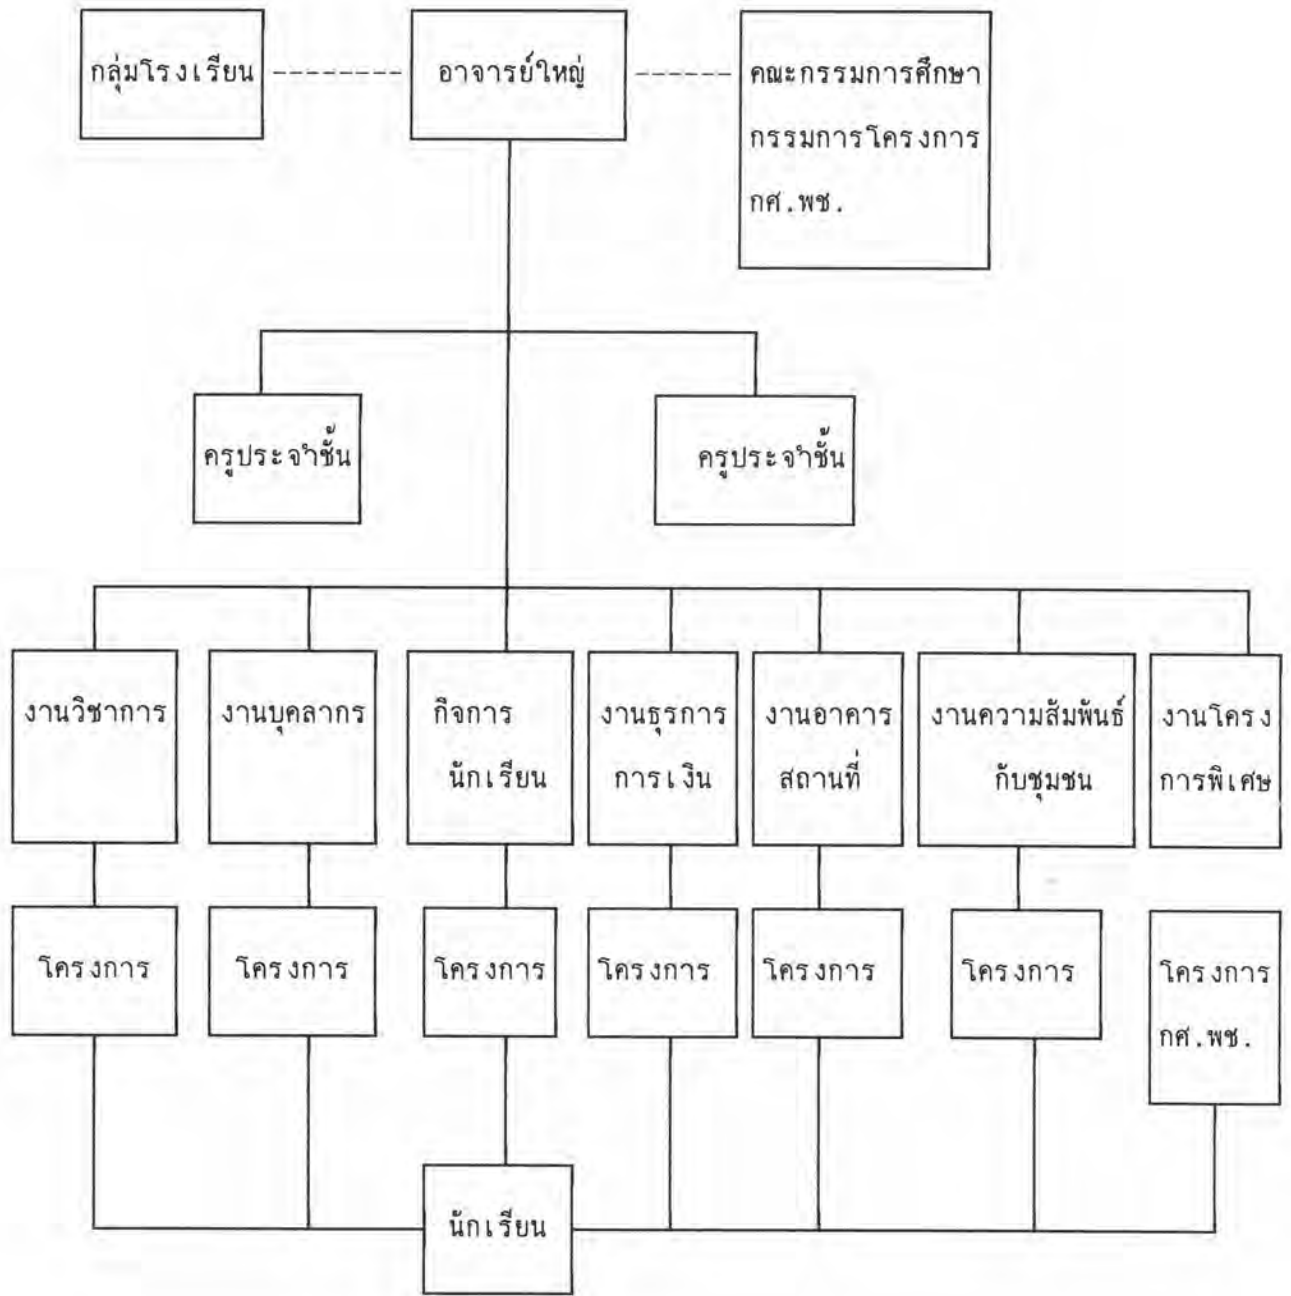 กลุ่มโรงเรียน
อาจารย์ใหญ่
คณะกรรมการศึกษา
กรรมการโครงการ
กศ.พช.
ครูประจำชั้น
ครูประจำชั้น
งานวิชาการ
งานบุคลากร
กิจการ
นักเรียน
งานธุรการ
การเงิน
งานอาคาร
สถานที่
งานความสัมพันธ์
กับชุมชน
งานโครง
การพิเศษ
โครงการ
โครงการ
โครงการ
โครงการ
โครงการ
โครงการ
โครงการ
กศ.พช.
นักเรียน